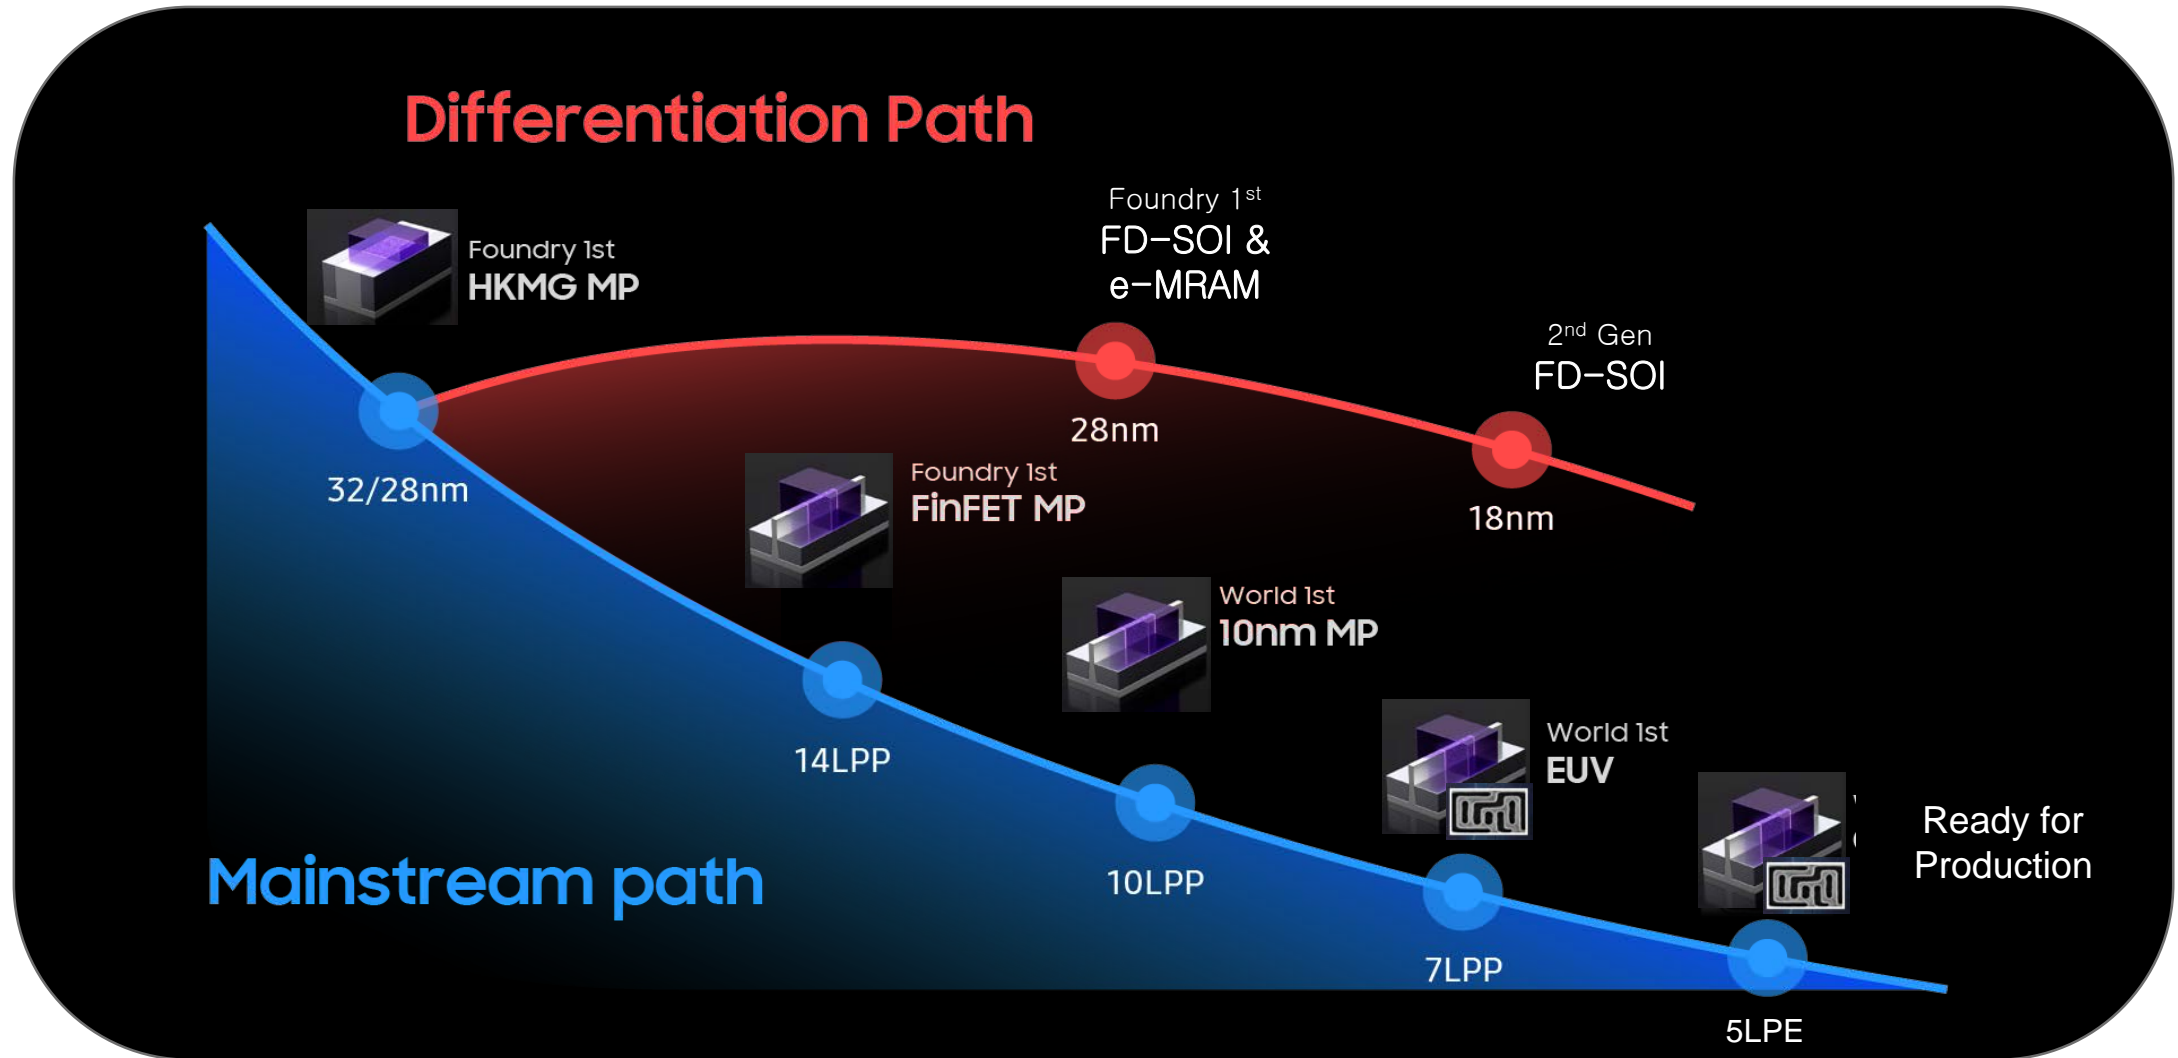 Differentiation Path
Foundry 1st
FD-SOI &
e-MRAM
Foundry 1st
HKMG MP
2nd Gen
FD-SOI
28nm
32/28nm
Foundry 1st
FinFET MP
18nm
World 1st
10nm MP
14LPP
World 1st
EUV
Ready for
Production
Mainstream path
10LPP
7LPP
5LPE